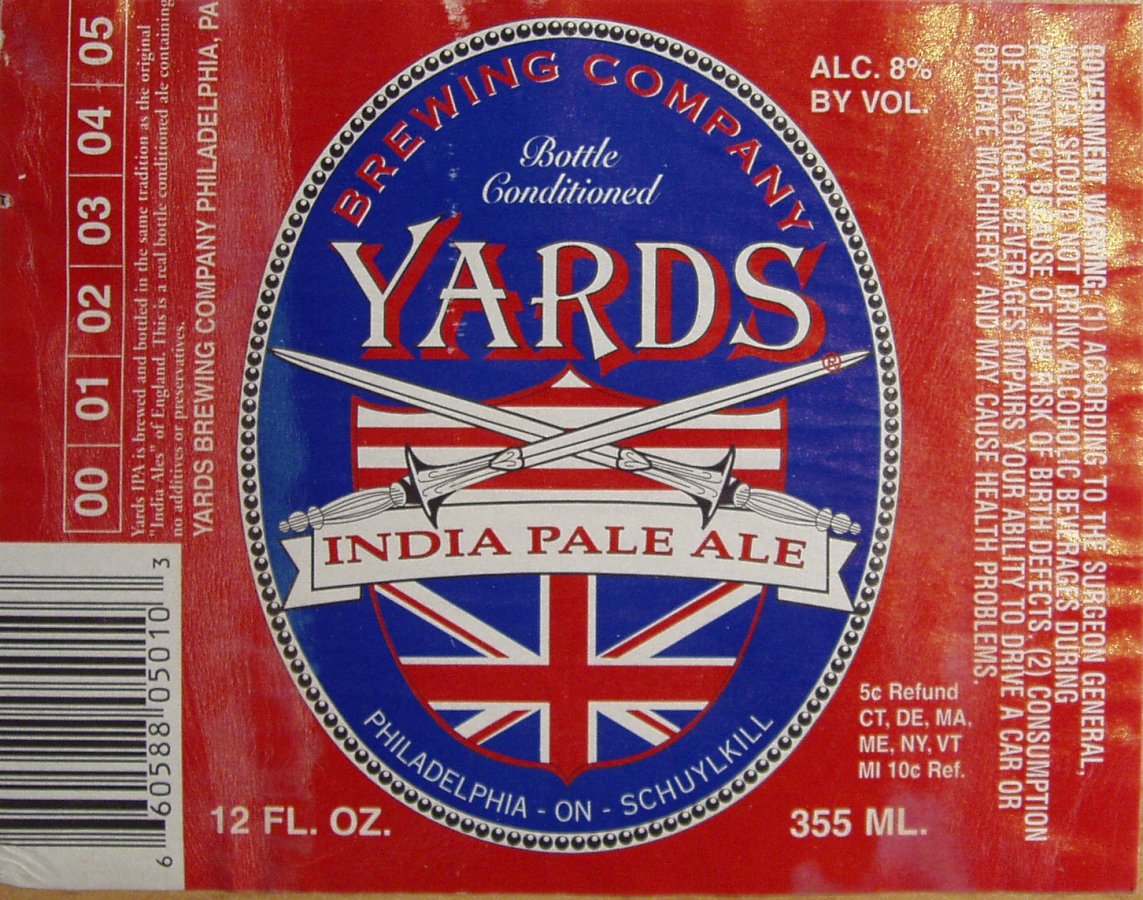 BREWING COMPANY
Bottle
Conditioned
YARDS
®
INDIA PALE ALE
PHILADELPHIA - ON - SCHUYLKILL
12 FL. OZ.
355 ML.
ALC. 8%
BY VOL.
5c Refund
CT, DE, MA,
ME, NY, VT
MI 10c Ref.
GOVERNMENT WARNING (1) ACCORDING TO THE SURGEON GENERAL,
WOMEN SHOULD NOT DRINK ALCOHOLIC BEVERAGES DURING
PREGNANCY BECAUSE OF THE RISK OF BIRTH DEFECTS. (2) CONSUMPTION
OF ALCOHOLIC BEVERAGES IMPAIRS YOUR ABILITY TO DRIVE A CAR OR
OPERATE MACHINERY, AND MAY CAUSE HEALTH PROBLEMS.
00 01 02 03 04 05
Yards IPA is brewed and bottled in the same tradition as the original
"India Ales" of England. This is a real bottle conditioned ale containing
no additives or preservatives.
YARDS BREWING COMPANY PHILADELPHIA, PA
6 60588 05010 3